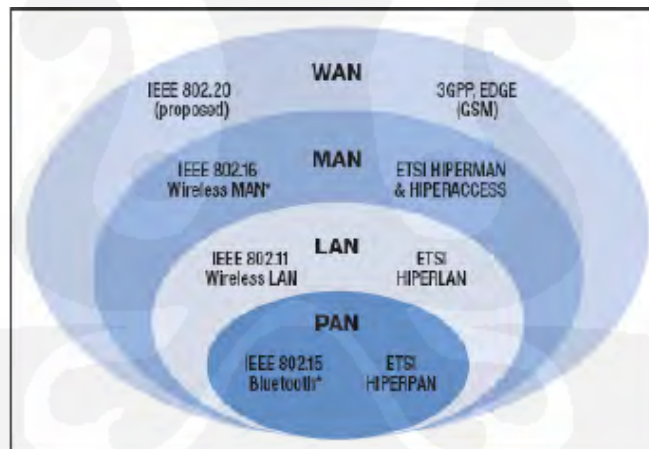 WAN
IEEE 802.20
(proposed)
3GPP, EDGE
(GSM)
MAN
IEEE 802.16
Wireless MAN*
ETSI HIPERMAN
& HIPERACCESS
LAN
IEEE 802.11
Wireless LAN
ETSI
HIPERLAN
PAN
IEEE 802.15
Bluetooth*
ETSI
HIPERPAN